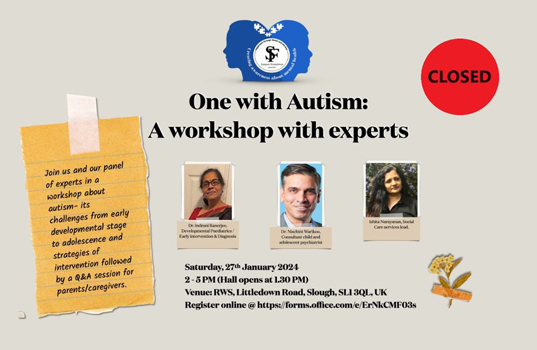 SF
CLOSED
One with Autism:
A workshop with experts
Join us and our panel
of experts in a
workshop about
autism- its
challenges from early
developmental stage
to adolescence and
strategies of
intervention followed
by a Q&A session for
parents/caregivers.
Dr. Indrani Banerjee,
Developmental Paediatrics /
Early intervention & Diagnosis
Consultant child and
adolescent psychiatrist
Ishita Narayanan, Social
Care services lead.
Saturday, 27th January 2024
2 - 5 PM (Hall opens at 1.30 PM)
Venue: RWS, Littledown Road, Slough, SL1 3QL, UK
Register online @ https://forms.office.com/e/ErNkCMF03s